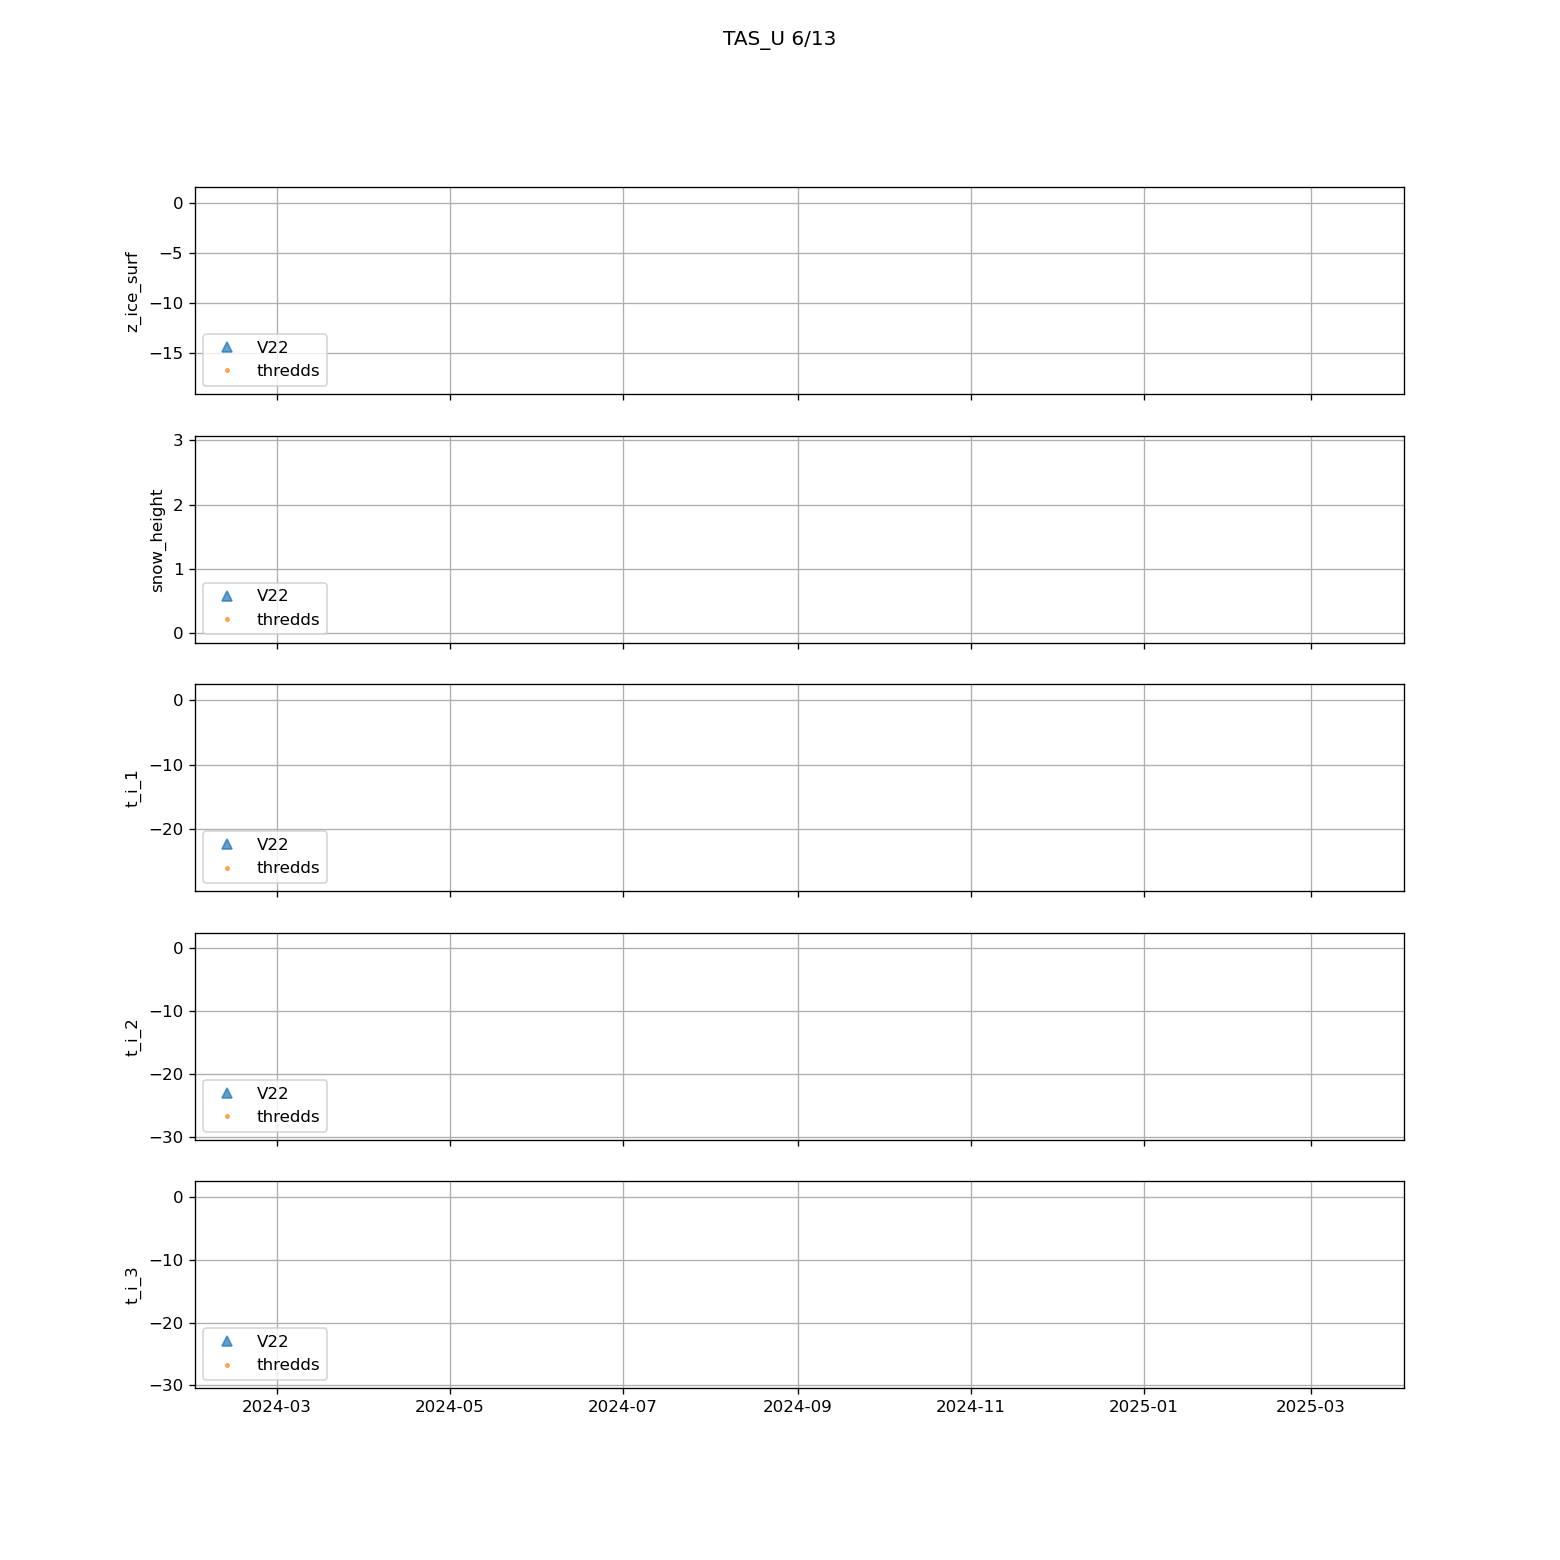 TAS_U 6/13
z_ice_surf
0
−5
−10
−15
V22
thredds
snow_height
3
2
1
0
V22
thredds
t_i_1
0
−10
−20
V22
thredds
t_i_2
0
−10
−20
−30
V22
thredds
t_i_3
0
−10
−20
−30
V22
thredds
2024-03 2024-05 2024-07 2024-09 2024-11 2025-01 2025-03